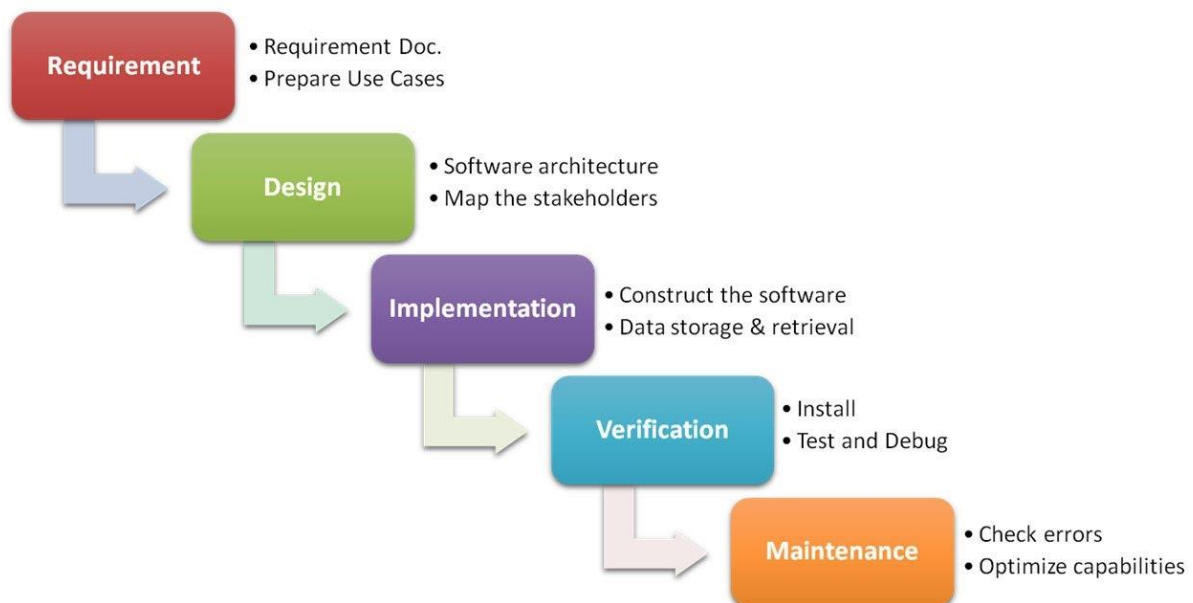 Requirement
• Requirement Doc.
• Prepare Use Cases
Design
• Software architecture
• Map the stakeholders
Implementation
• Construct the software
• Data storage & retrieval
Verification
• Install
• Test and Debug
Maintenance
• Check errors
• Optimize capabilities